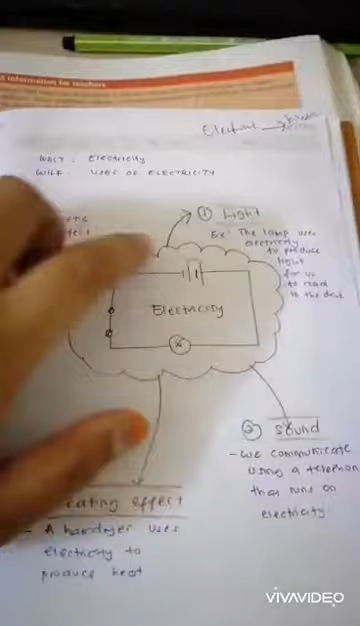 information for teachers
Electricity
WALT: Electricity
WILF: USES OF ELECTRICITY
① Light
Ex: The lamp uses
electricity
to produce
light
for us
to read
in the dark
Electricity
② Sound
- We communicate
using a telephon
that runs on
electricity
eating effect
- A hairdryer uses
electricity to
produce heat
VIVAVIDEO